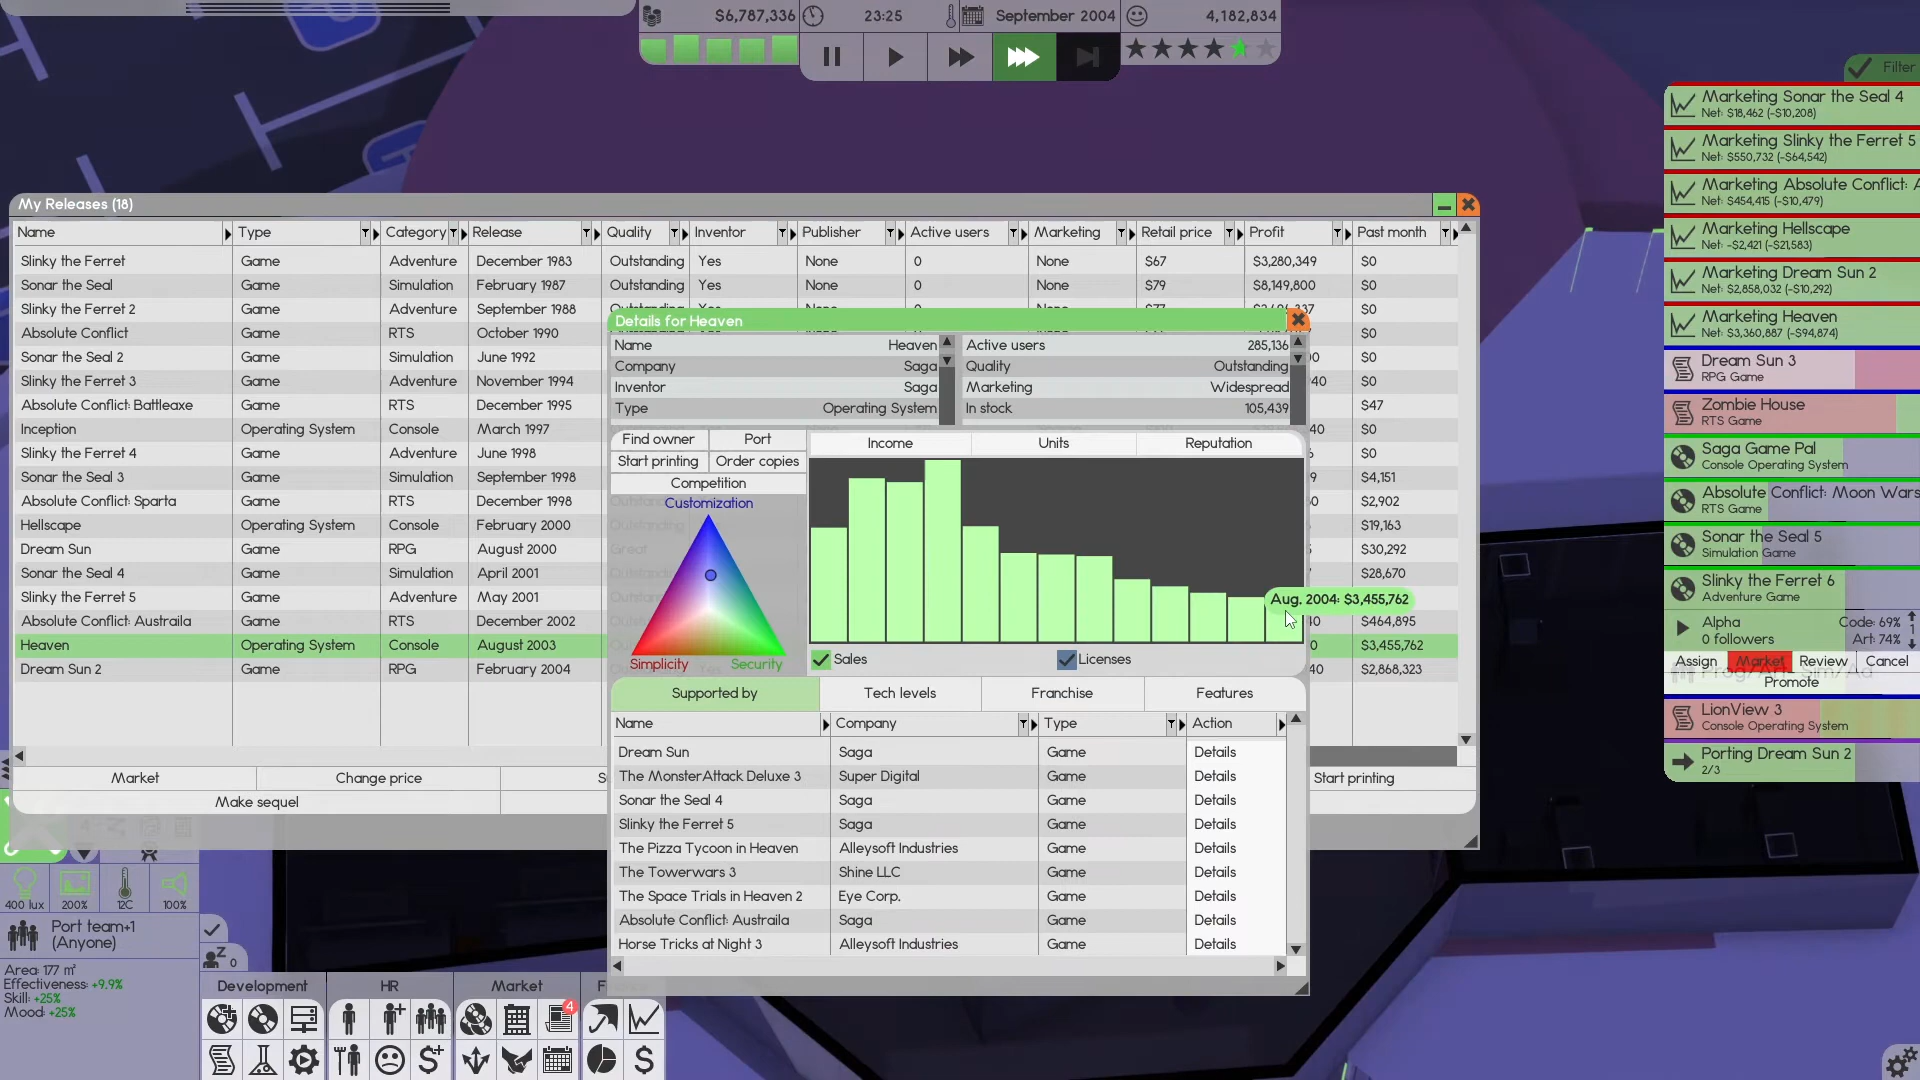 $6,787,336
23:25
September 2004
4,182,834
Filter
Marketing Sonar the Seal 4
Net: $18,462 (-$10,208)
Marketing Slinky the Ferret 5
Net: $550,732 (-$64,542)
Marketing Absolute Conflict: A
Net: $454,415 (-$10,479)
Marketing Hellscape
Net: -$2,421 (-$21,583)
Marketing Dream Sun 2
Net: $2,858,032 (-$10,292)
Marketing Heaven
Net: $3,360,887 (-$94,874)
Dream Sun 3
RPG Game
Zombie House
RTS Game
Saga Game Pal
Console Operating System
Absolute Conflict: Moon Wars
RTS Game
Sonar the Seal 5
Simulation Game
Slinky the Ferret 6
Adventure Game
Alpha Code: 69% 1
0 followers Art: 74%
Assign Market Review Cancel
Promote
LionView 3
Console Operating System
Porting Dream Sun 2
2/3
My Releases (18)
Name Type Category Release Quality Inventor Publisher Active users Marketing Retail price Profit Past month
Slinky the Ferret Game Adventure December 1983 Outstanding Yes None 0 None $67 $3,280,349 $0
Sonar the Seal Game Simulation February 1987 Outstanding Yes None 0 None $79 $8,149,800 $0
Slinky the Ferret 2 Game Adventure September 1988 $0
Absolute Conflict Game RTS October 1990 $0
Sonar the Seal 2 Game Simulation June 1992 $0
Slinky the Ferret 3 Game Adventure November 1994 $0
Absolute Conflict: Battleaxe Game RTS December 1995 $47
Inception Operating System Console March 1997 $0
Slinky the Ferret 4 Game Adventure June 1998 $0
Sonar the Seal 3 Game Simulation September 1998 $4,151
Absolute Conflict: Sparta Game RTS December 1998 $2,902
Hellscape Operating System Console February 2000 $19,163
Dream Sun Game RPG August 2000 Great $30,292
Sonar the Seal 4 Game Simulation April 2001 $28,670
Slinky the Ferret 5 Game Adventure May 2001 $0
Absolute Conflict: Austraila Game RTS December 2002 $464,895
Heaven Operating System Console August 2003 $3,455,762
Dream Sun 2 Game RPG February 2004 $2,868,323
Market Change price Start printing
Make sequel
Details for Heaven
Name Heaven Active users 285,136
Company Saga Quality Outstanding
Inventor Saga Marketing Widespread
Type Operating System In stock 105,439
Find owner Port
Start printing Order copies
Competition
Customization
Simplicity Security
Income Units Reputation
Aug. 2004: $3,455,762
Sales Licenses
Supported by Tech levels Franchise Features
Name Company Type Action
Dream Sun Saga Game Details
The MonsterAttack Deluxe 3 Super Digital Game Details
Sonar the Seal 4 Saga Game Details
Slinky the Ferret 5 Saga Game Details
The Pizza Tycoon in Heaven Alleysoft Industries Game Details
The Towerwars 3 Shine LLC Game Details
The Space Trials in Heaven 2 Eye Corp. Game Details
Absolute Conflict: Austraila Saga Game Details
Horse Tricks at Night 3 Alleysoft Industries Game Details
400 lux 200% 12C 100%
Port team+1
(Anyone)
0
Area: 177 m²
Effectiveness: +9.9%
Skill: +25%
Mood: +25%
Development HR Market
4